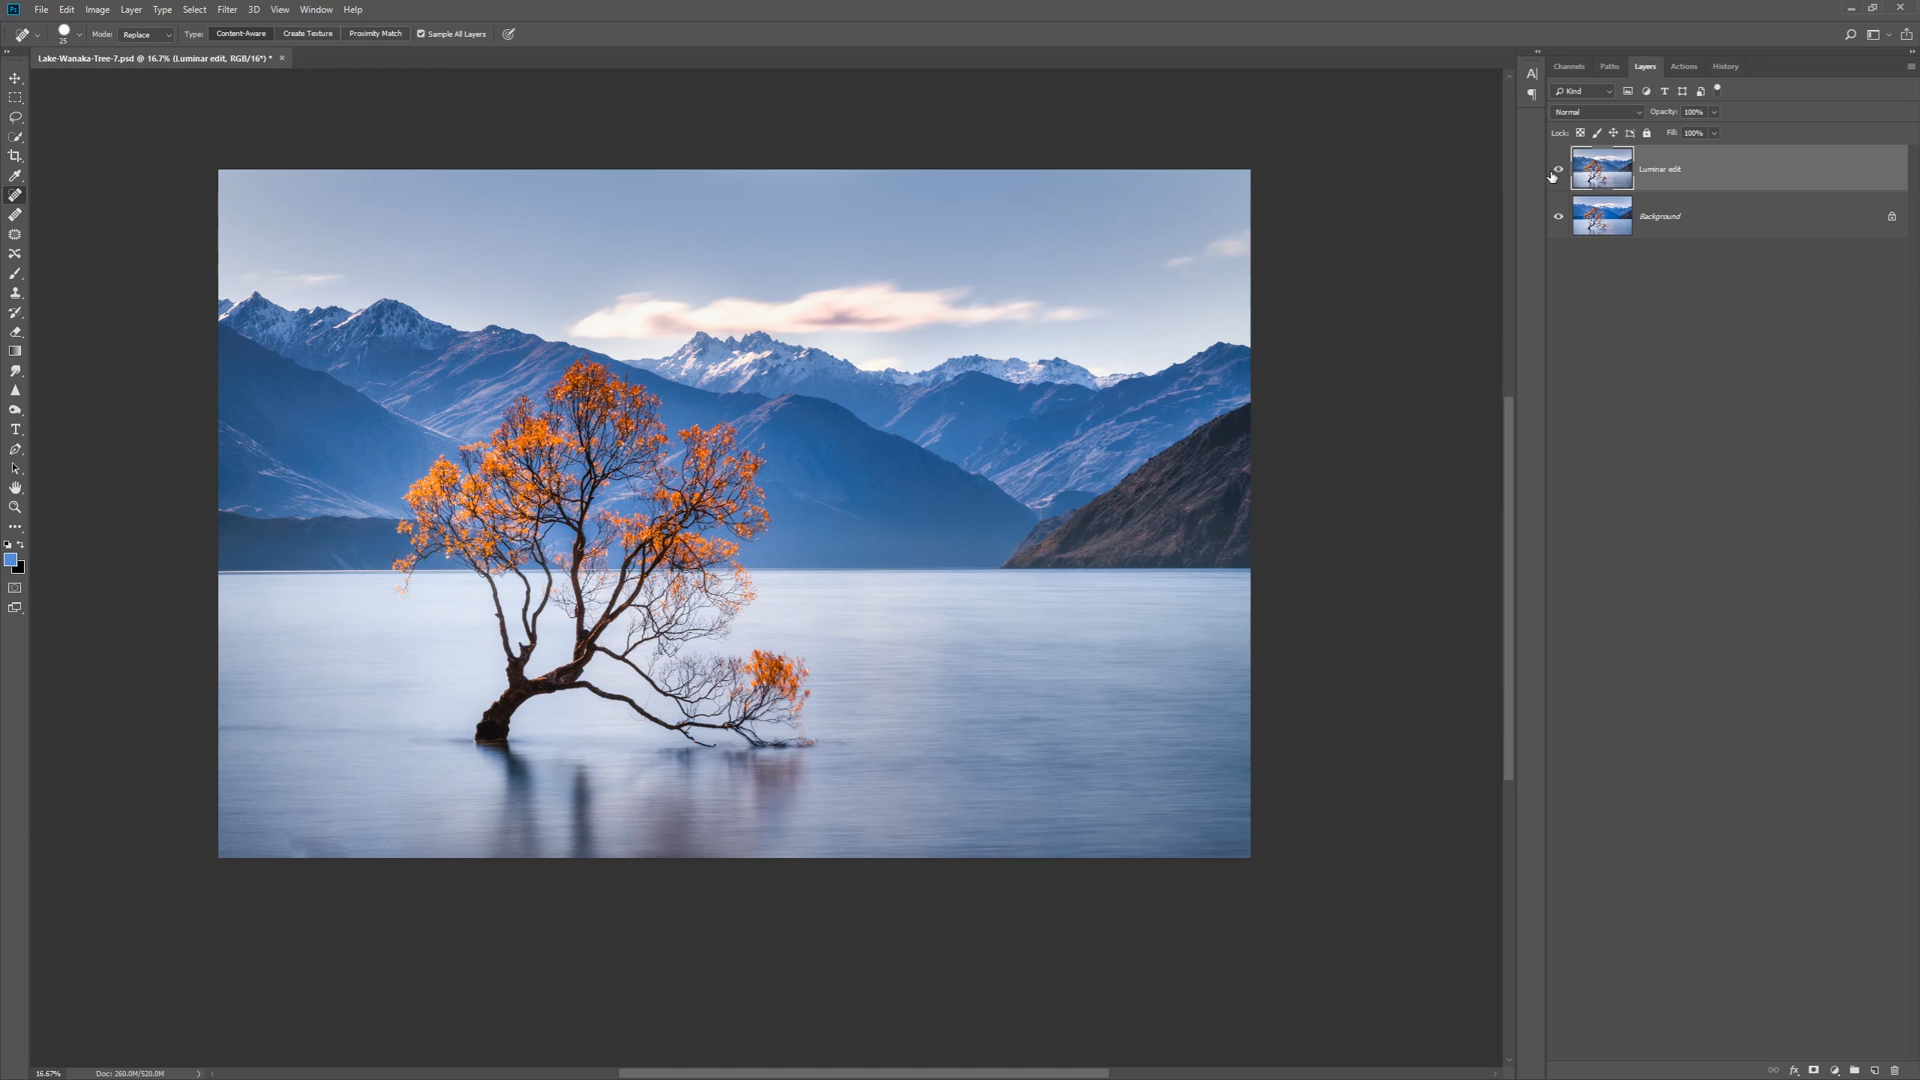 Ps File Edit Image Layer Type Select Filter 3D View Window Help
25 Mode: Replace Type: Content-Aware Create Texture Proximity Match Sample All Layers
Lake-Wanaka-Tree-7.psd @ 16.7% (Luminar edit, RGB/16*) *
Channels Paths Layers Actions History
Kind
Normal Opacity: 100%
Lock: Fill: 100%
Luminar edit
Background
16.67% Doc: 260.0M/520.0M